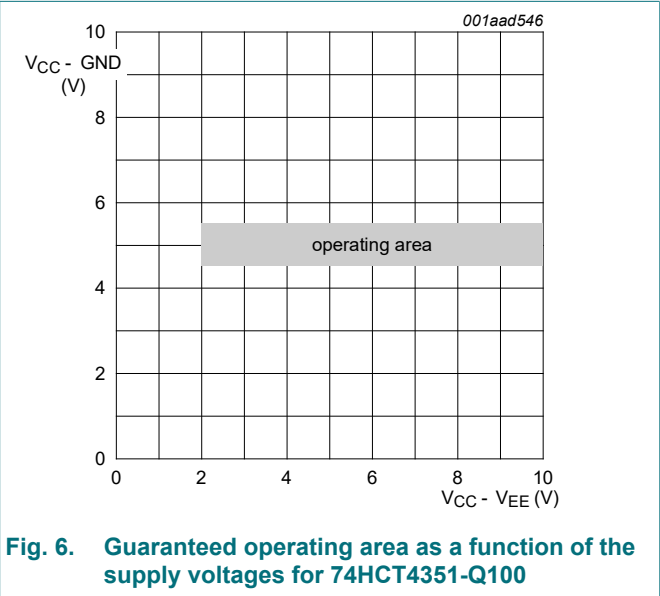 001aad546
10
VCC - GND
(V)
8
6
operating area
4
2
0
0 2 4 6 8 10
VCC - VEE (V)
Fig. 6. Guaranteed operating area as a function of the
supply voltages for 74HCT4351-Q100